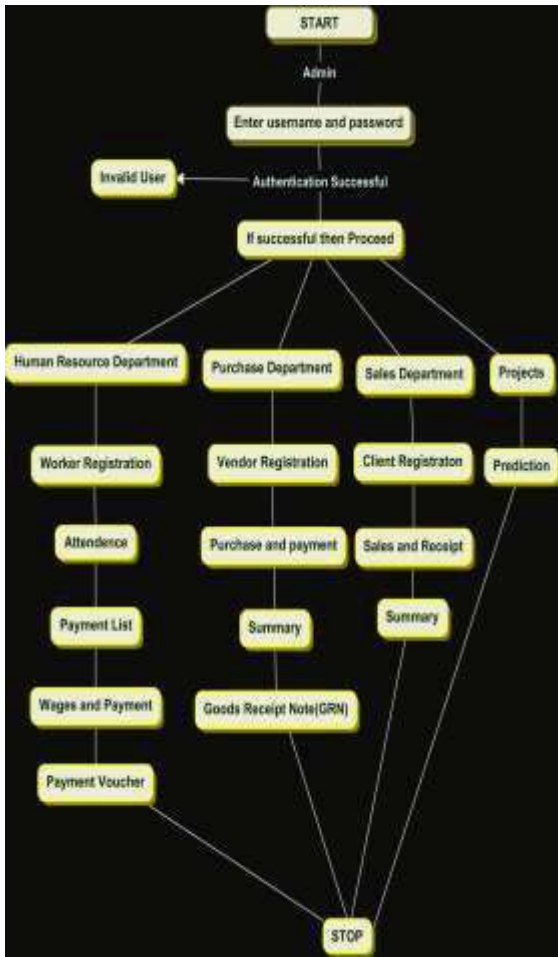 START
Admin
Enter username and password
Invalid User
Authentication Successful
If successful then Proceed
Human Resource Department
Purchase Department
Sales Department
Projects
Worker Registration
Vendor Registration
Client Registraton
Prediction
Attendence
Purchase and payment
Sales and Receipt
Payment List
Summary
Summary
Wages and Payment
Goods Receipt Note(GRN)
Payment Voucher
STOP